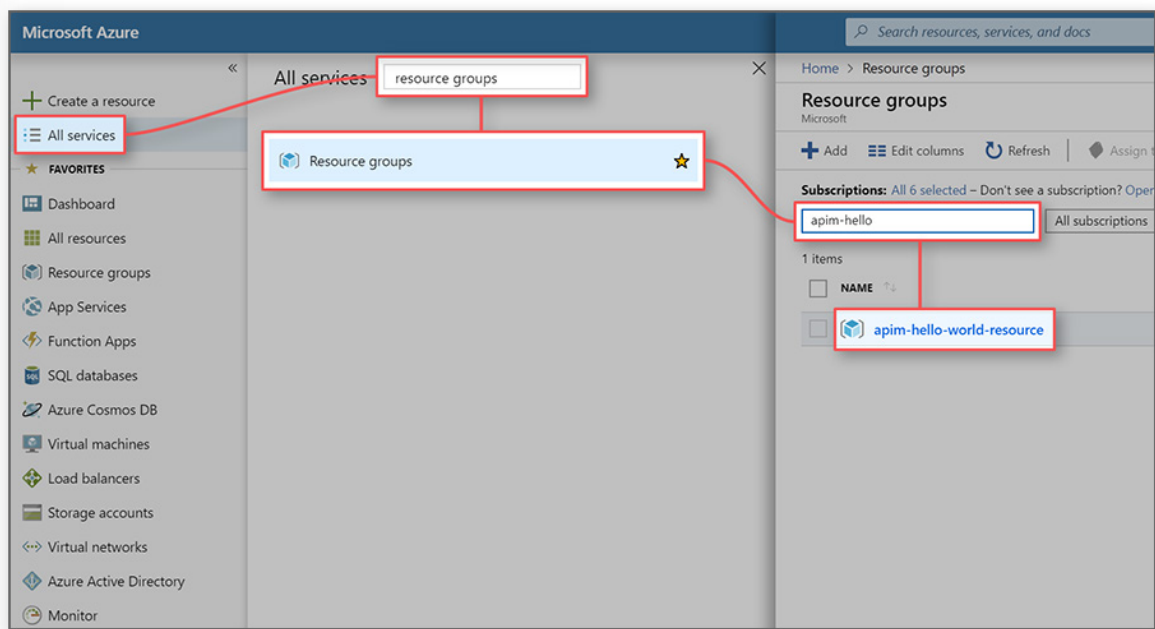 Microsoft Azure
Search resources, services, and docs
«
Create a resource
All services
FAVORITES
Dashboard
All resources
Resource groups
App Services
Function Apps
SQL databases
Azure Cosmos DB
Virtual machines
Load balancers
Storage accounts
Virtual networks
Azure Active Directory
Monitor
All services
resource groups
Resource groups
Home > Resource groups
Resource groups
Microsoft
Add Edit columns Refresh Assign t
Subscriptions: All 6 selected – Don't see a subscription? Open
apim-hello All subscriptions
1 items
NAME
apim-hello-world-resource